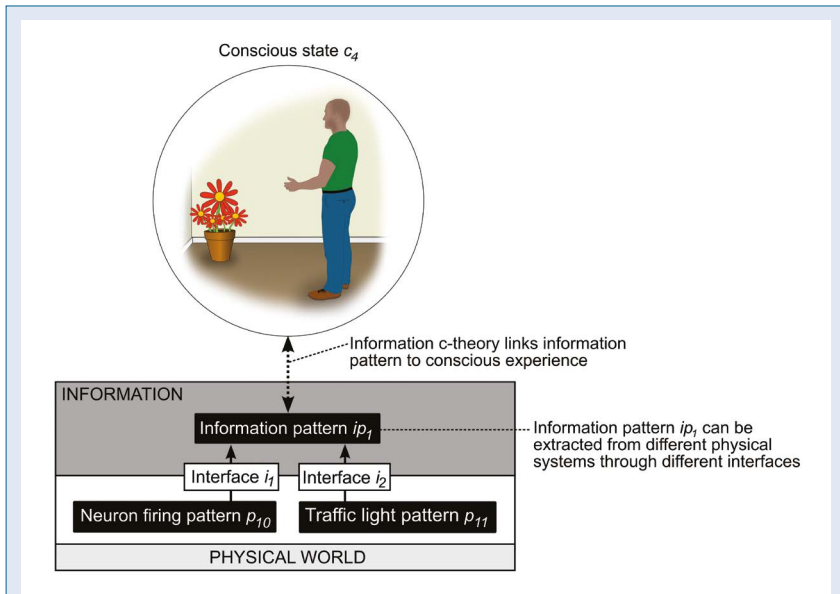 Conscious state c4
Information c-theory links information
pattern to conscious experience
INFORMATION
Information pattern ip1
Information pattern ip1 can be
extracted from different physical
systems through different interfaces
Interface i1
Interface i2
Neuron firing pattern p10
Traffic light pattern p11
PHYSICAL WORLD